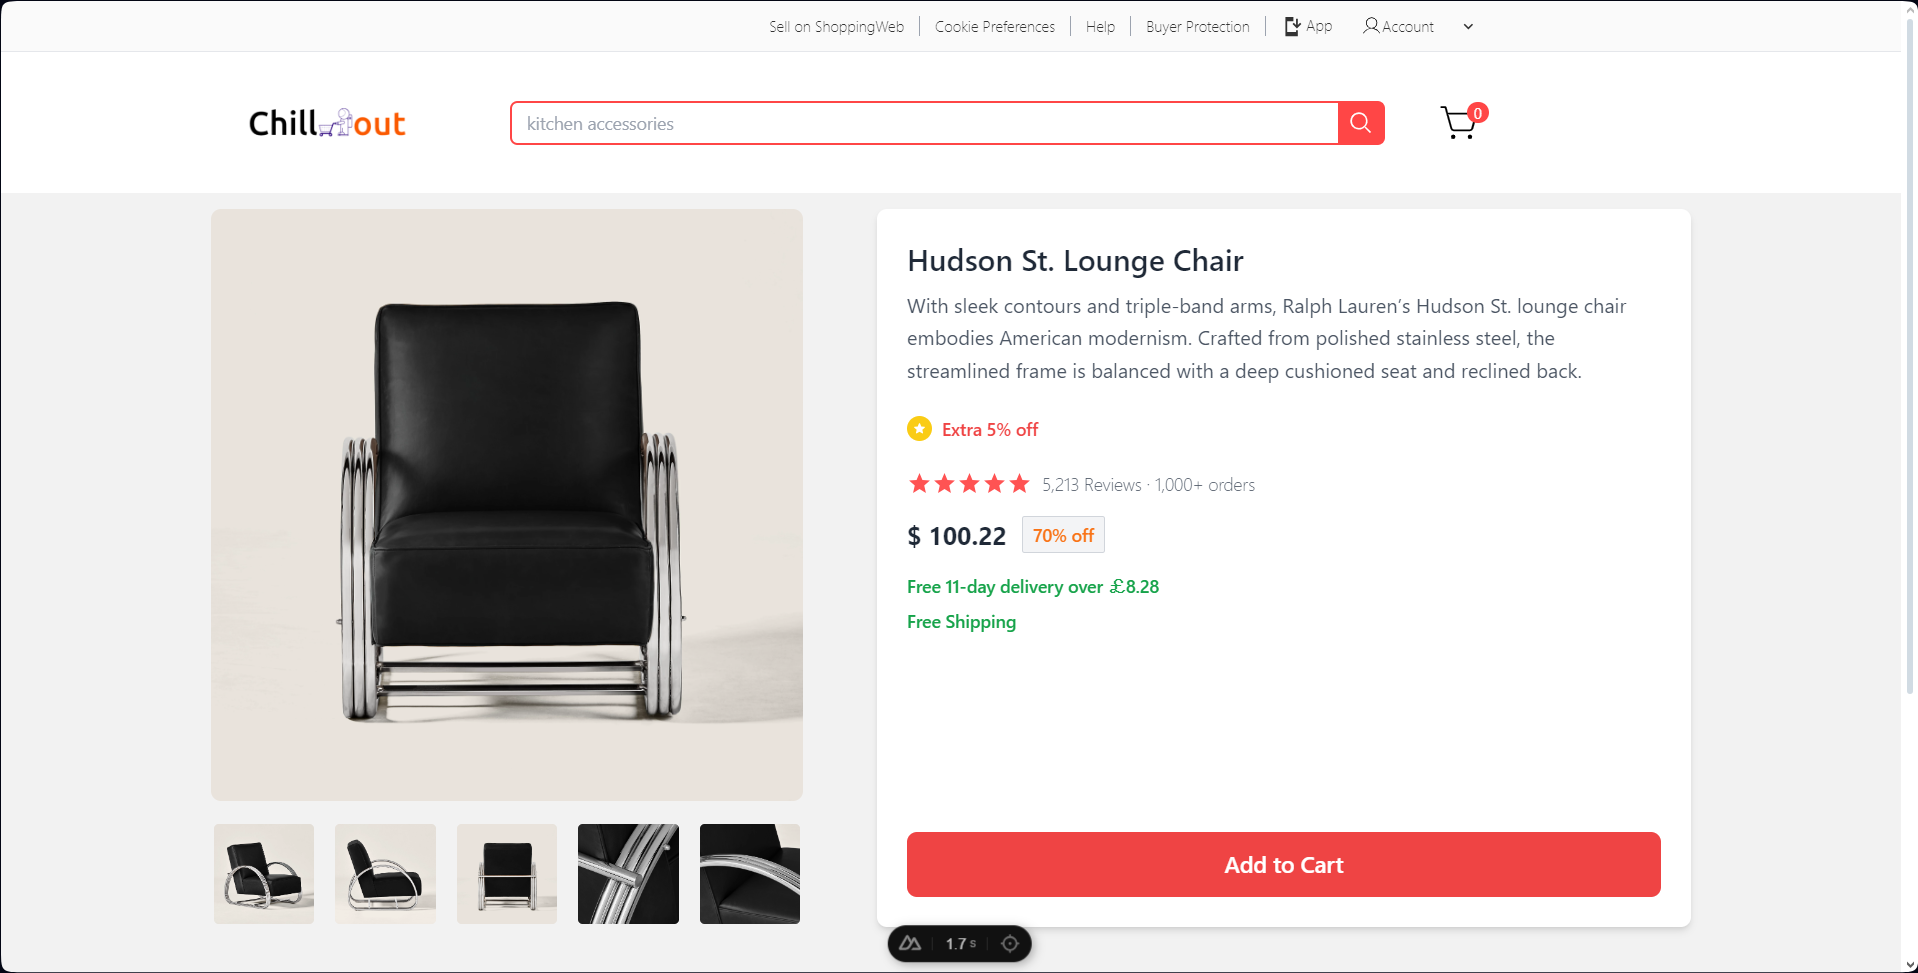 Sell on ShoppingWeb
Cookie Preferences
Help
Buyer Protection
App
Account
Chill out
kitchen accessories
0
Hudson St. Lounge Chair
With sleek contours and triple-band arms, Ralph Lauren’s Hudson St. lounge chair
embodies American modernism. Crafted from polished stainless steel, the
streamlined frame is balanced with a deep cushioned seat and reclined back.
Extra 5% off
5,213 Reviews · 1,000+ orders
$ 100.22
70% off
Free 11-day delivery over £8.28
Free Shipping
Add to Cart
1.7 s